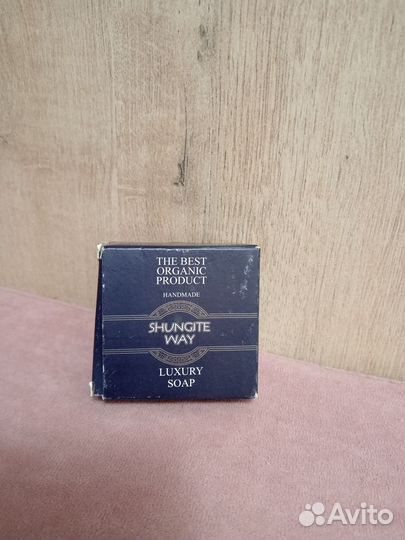 THE BEST
ORGANIC
PRODUCT
HANDMADE
SHUNGITE
WAY
LUXURY
SOAP
Avito